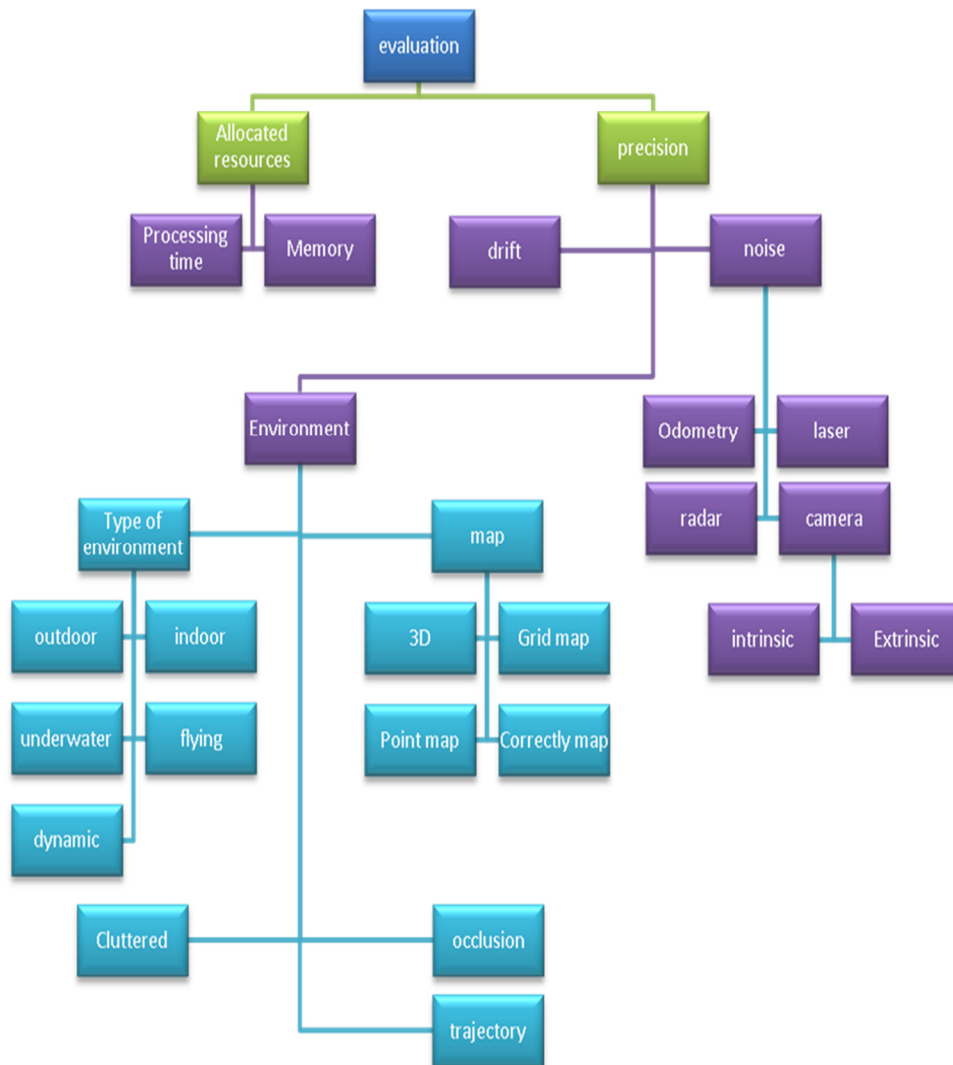 evaluation
Allocated
resources
precision
Processing
time
Memory
drift
noise
Environment
Odometry
laser
radar
camera
intrinsic
Extrinsic
Type of
environment
map
outdoor
indoor
3D
Grid map
underwater
flying
Point map
Correctly map
dynamic
Cluttered
occlusion
trajectory